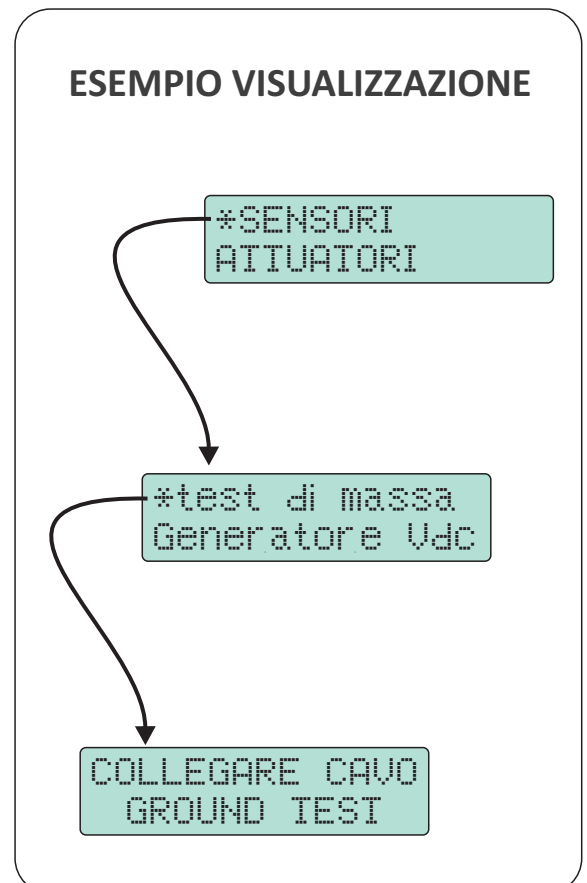 ESEMPIO VISUALIZZAZIONE
*SENSORI
ATTUATORI
*test di massa
Generatore Vdc
COLLEGARE CAVO
GROUND TEST